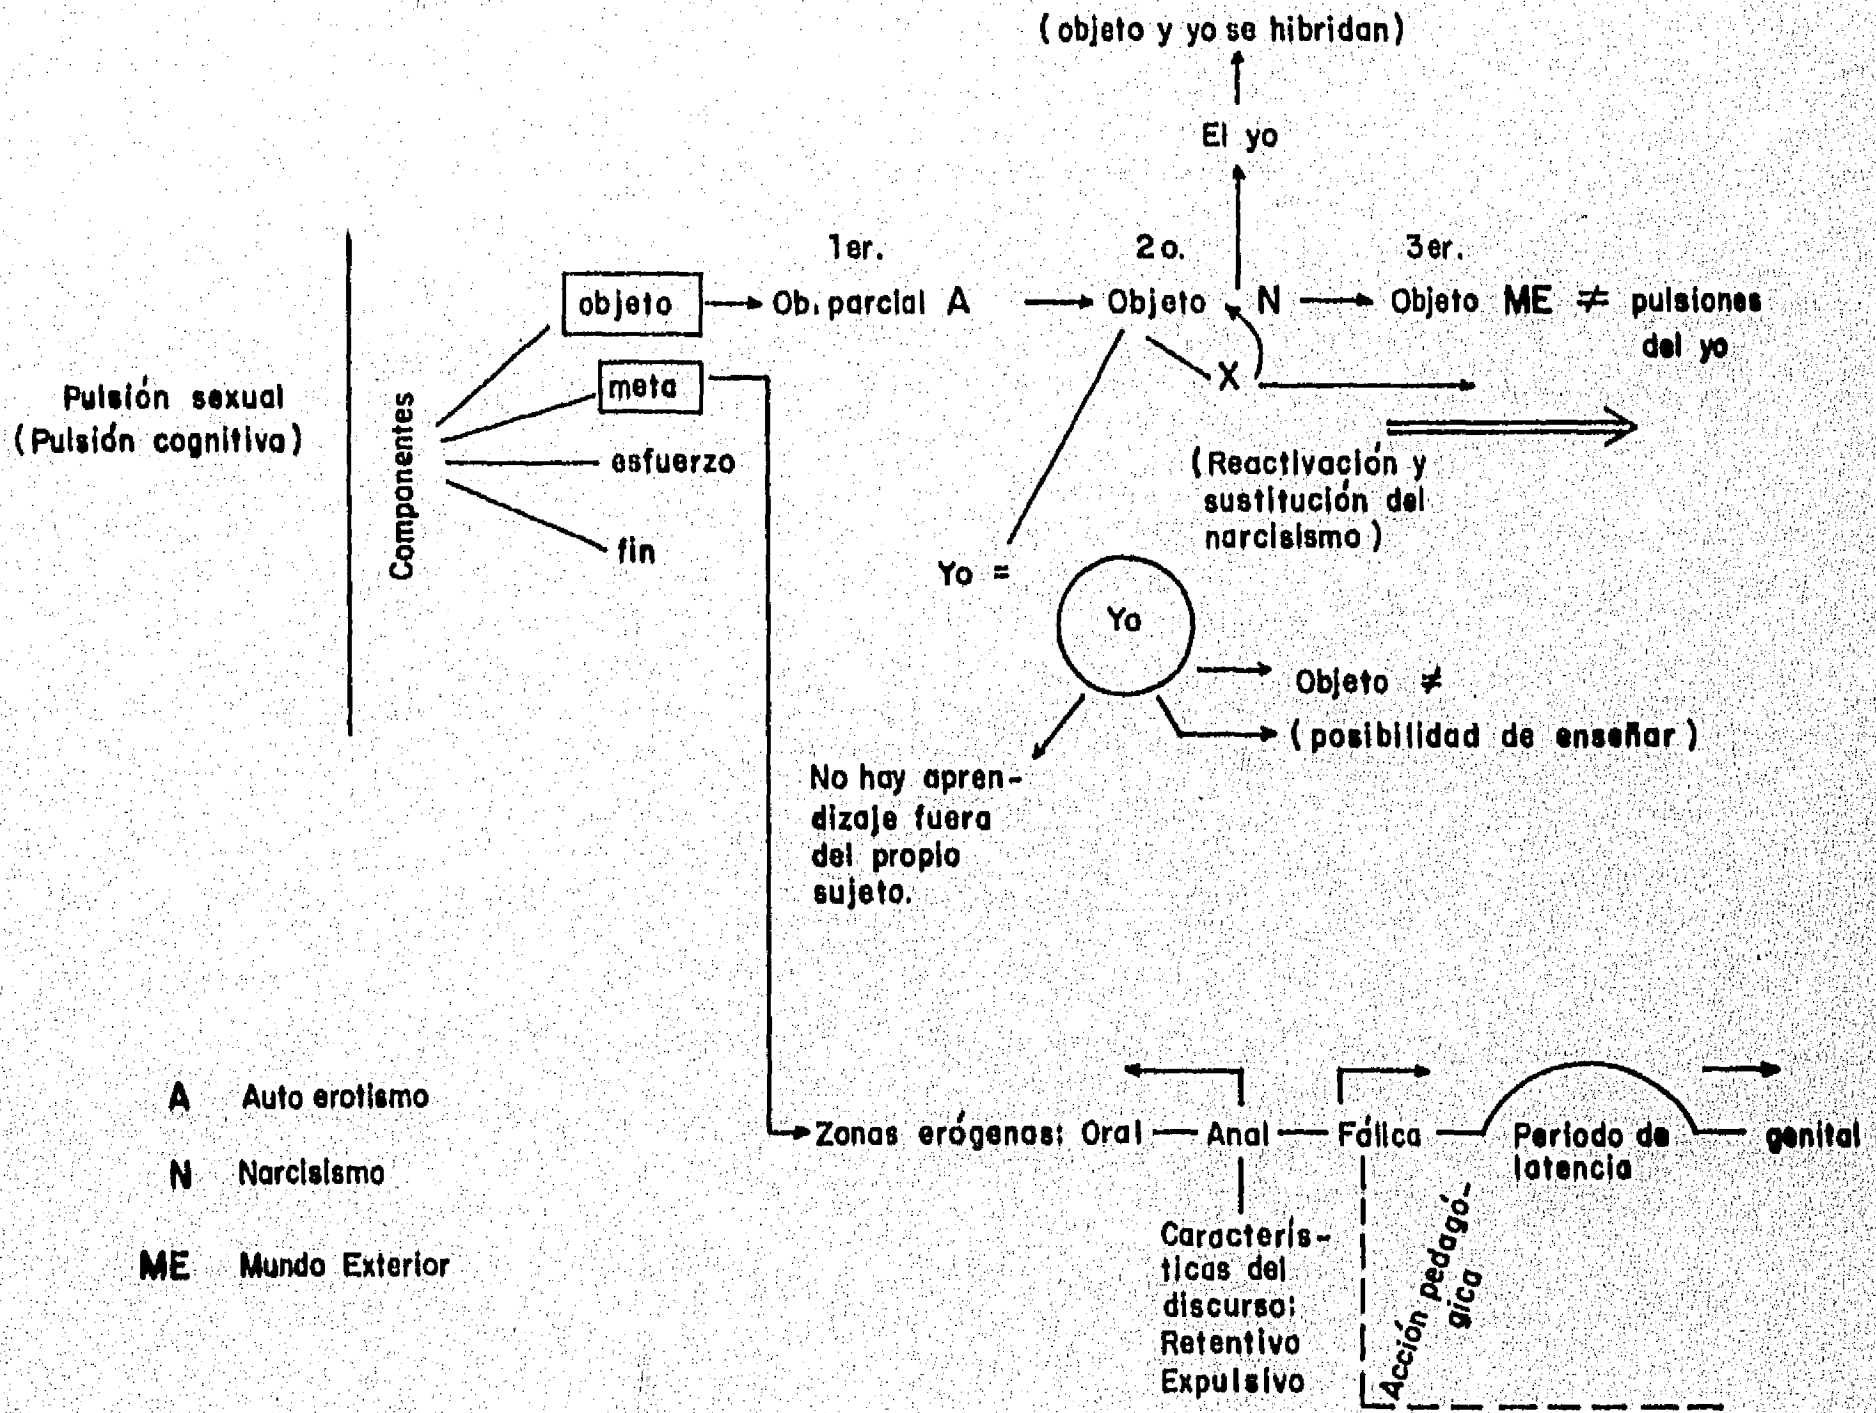 (objeto y yo se hibridan)
El yo
1er.
2o.
3er.
objeto
Ob. parcial A
Objeto N
Objeto ME ≠ pulsiones
del yo
meta
X
Pulsión sexual
(Pulsión cognitiva)
Componentes
esfuerzo
(Reactivación y
sustitución del
narcisismo)
fin
Yo =
Yo
Objeto ≠
(posibilidad de enseñar)
No hay apren-
dizaje fuera
del propio
sujeto.
A Auto erotismo
N Narcisismo
ME Mundo Exterior
Zonas erógenas: Oral — Anal — Fálica — Período de — genital
latencia
Caracterís-
ticas del
discurso:
Retentivo
Expulsivo
Acción pedagó-
gica